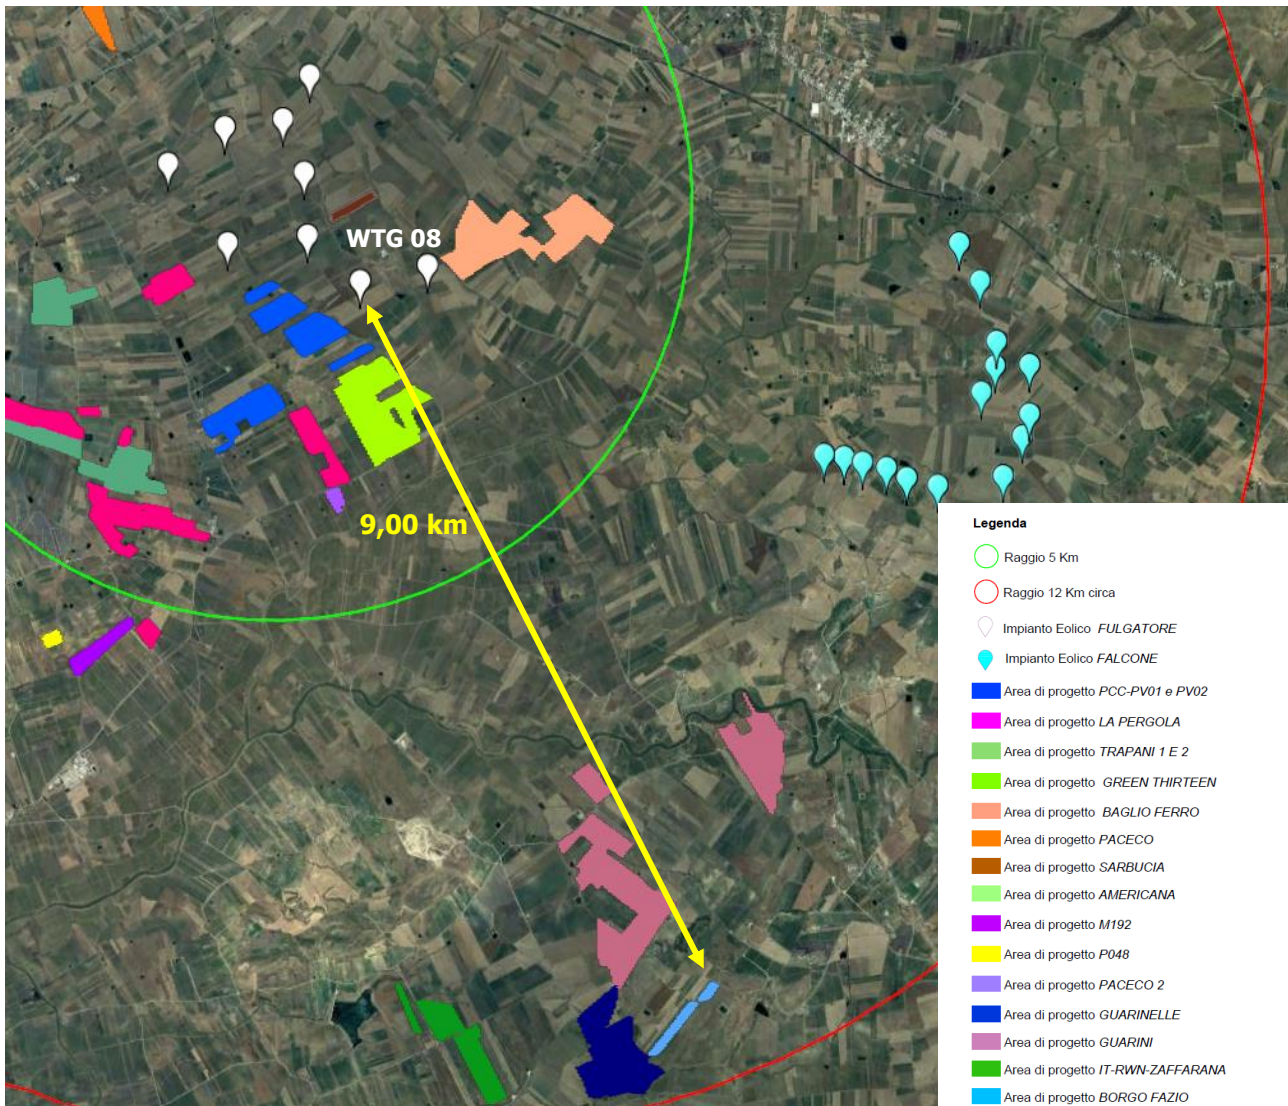 WTG 08
9,00 km
Legenda
Raggio 5 Km
Raggio 12 Km circa
Impianto Eolico FULGATORE
Impianto Eolico FALCONE
Area di progetto PCC-PV01 e PV02
Area di progetto LA PERGOLA
Area di progetto TRAPANI 1 E 2
Area di progetto GREEN THIRTEEN
Area di progetto BAGLIO FERRO
Area di progetto PACECO
Area di progetto SARBUCIA
Area di progetto AMERICANA
Area di progetto M192
Area di progetto P048
Area di progetto PACECO 2
Area di progetto GUARINELLE
Area di progetto GUARINI
Area di progetto IT-RWN-ZAFFARANA
Area di progetto BORGO FAZIO